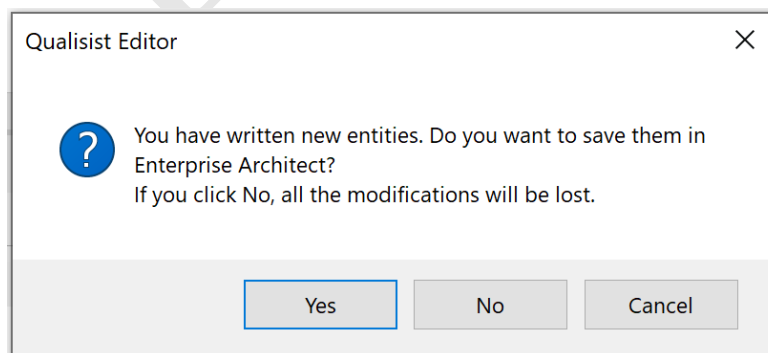 Qualisist Editor
?
You have written new entities. Do you want to save them in
Enterprise Architect?
If you click No, all the modifications will be lost.
Yes
No
Cancel